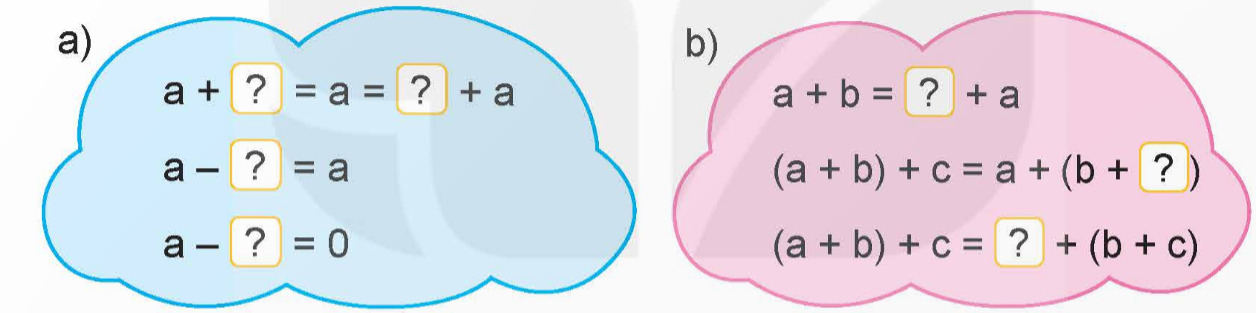 a)
a + ? = a = ? + a
a – ? = a
a – ? = 0
b)
a + b = ? + a
(a + b) + c = a + (b + ?)
(a + b) + c = ? + (b + c)